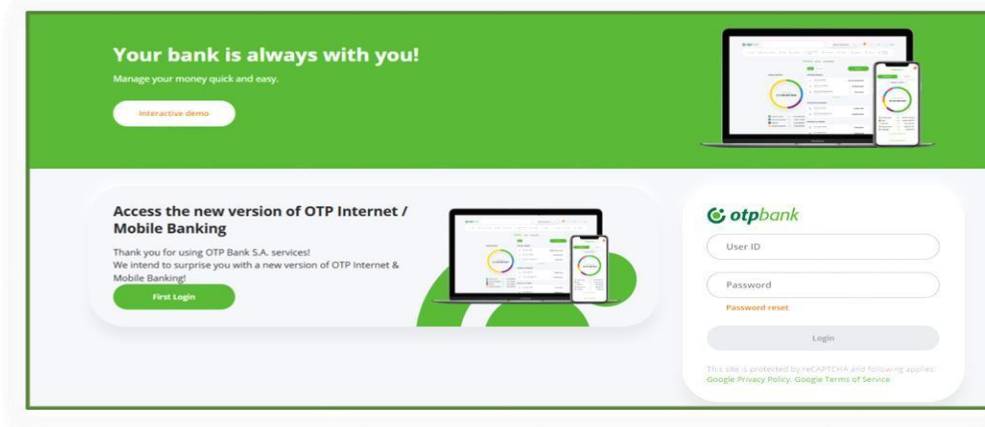 Your bank is always with you!
Manage your money quick and easy.
Interactive demo
Access the new version of OTP Internet /
Mobile Banking
Thank you for using OTP Bank S.A. services!
We intend to surprise you with a new version of OTP Internet &
Mobile Banking!
First Login
otpbank
User ID
Password
Password reset
Login
This site is protected by reCAPTCHA and following applies:
Google Privacy Policy. Google Terms of Service.